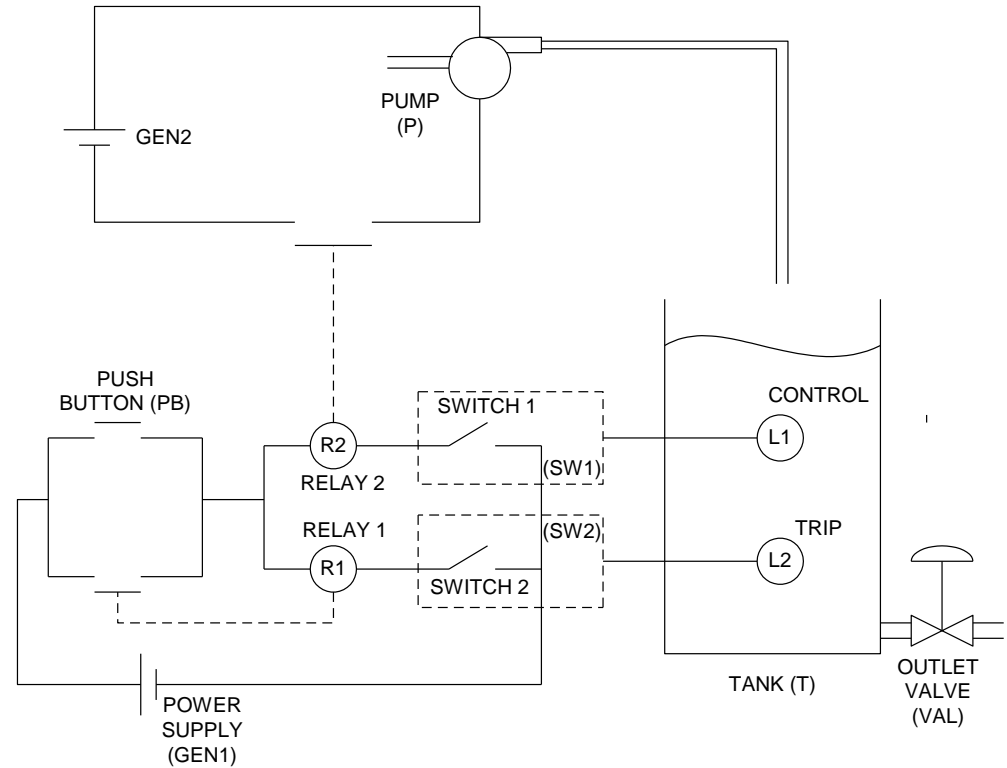 GEN2
PUMP
(P)
PUSH
BUTTON (PB)
SWITCH 1
CONTROL
R2
L1
(SW1)
RELAY 2
RELAY 1
(SW2)
TRIP
R1
L2
SWITCH 2
POWER
SUPPLY
(GEN1)
TANK (T)
OUTLET
VALVE
(VAL)